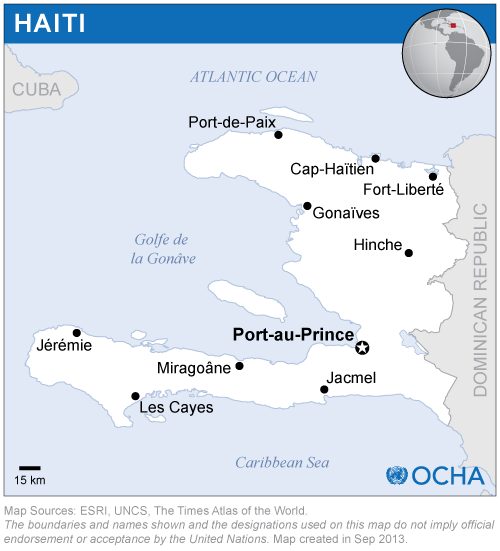 HAITI
ATLANTIC OCEAN
CUBA
Port-de-Paix
Cap-Haïtien
Fort-Liberté
Gonaïves
Golfe de
la Gonâve
Hinche
DOMINICAN REPUBLIC
Port-au-Prince
Jérémie
Miragoâne
Jacmel
Les Cayes
Caribbean Sea
15 km
OCHA
Map Sources: ESRI, UNCS, The Times Atlas of the World.
The boundaries and names shown and the designations used on this map do not imply official
endorsement or acceptance by the United Nations. Map created in Sep 2013.